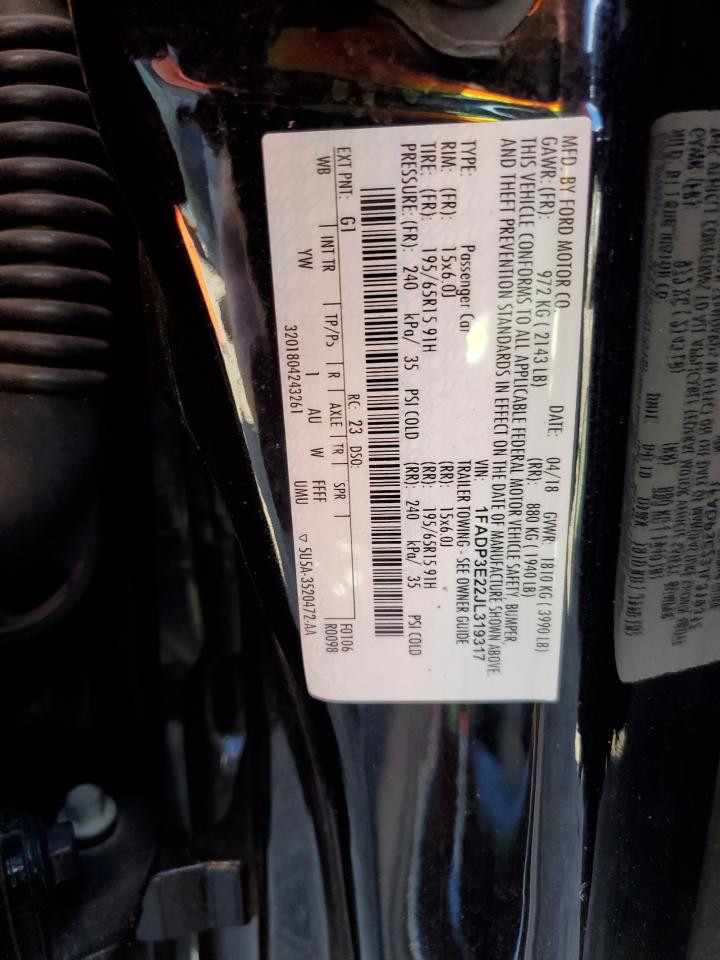 MFD. BY FORD MOTOR CO.
DATE: 04/18 GVWR: 1810 KG ( 3990 LB)
GAWR: (FR): 972 KG ( 2143 LB) (RR): 880 KG ( 1940 LB)
THIS VEHICLE CONFORMS TO ALL APPLICABLE FEDERAL MOTOR VEHICLE SAFETY, BUMPER,
AND THEFT PREVENTION STANDARDS IN EFFECT ON THE DATE OF MANUFACTURE SHOWN ABOVE.
VIN: 1FADP3E22JL319317
TYPE: Passenger Car TRAILER TOWING - SEE OWNER GUIDE
RIM: (FR): 15x6.0J (RR): 15x6.0J
TIRE: (FR): 195/65R15 91H (RR): 195/65R15 91H
PRESSURE: (FR): 240 kPa/ 35 PSI COLD (RR): 240 kPa/ 35 PSI COLD
RC: 23 DSO: F0106
EXT PNT: G1 INT TR TP/Ps R AXLE TR SPR R0098
WB YW 1 AU W FFFF
UMU
3201804243261 ▽ 5U5A-3520472-AA